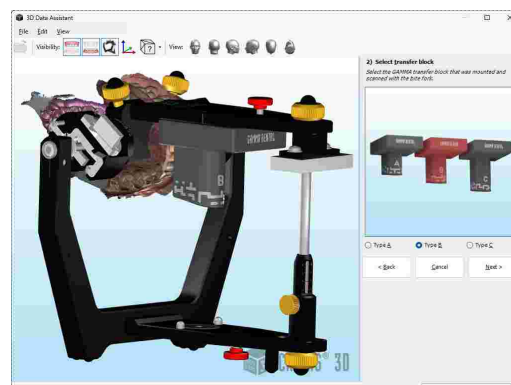 3D Data Assistant
File Edit View
Visibility:
View:
2) Select transfer block
Select the GAMMA transfer block that was mounted and
scanned with the bite fork.
B
A
B
C
Type A
Type B
Type C
< Back
Cancel
Next >
3D